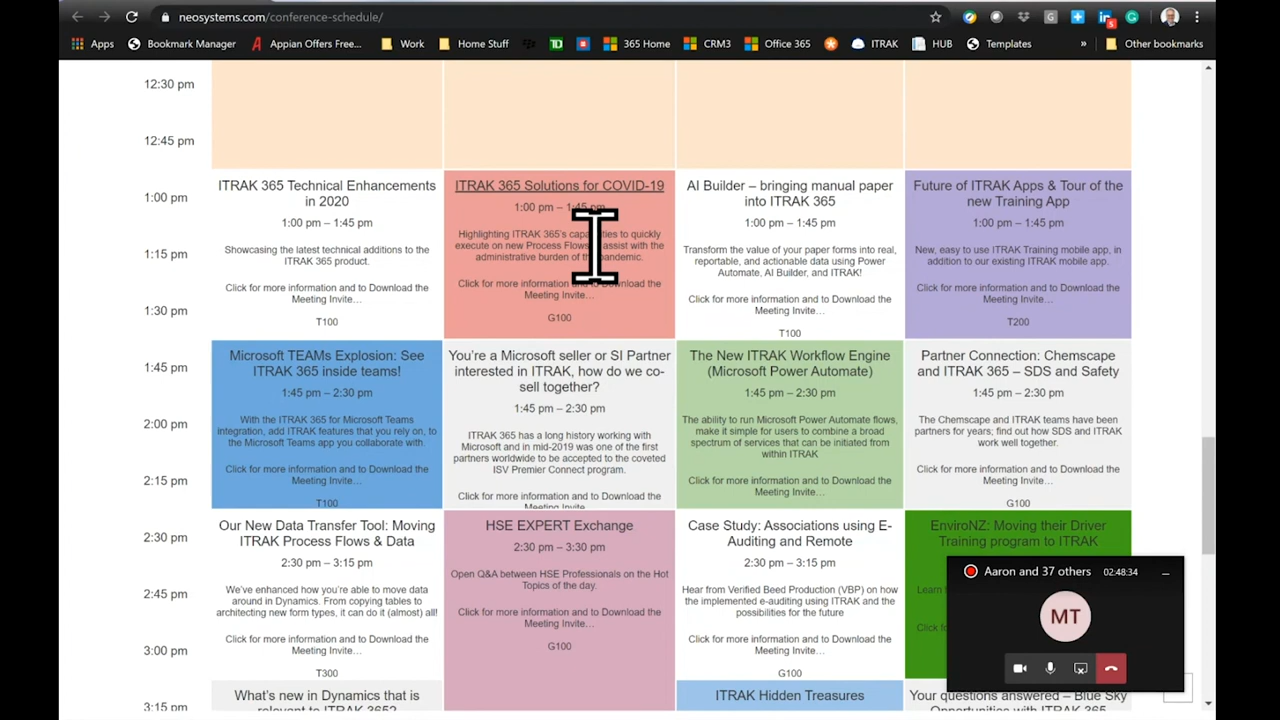 neosystems.com/conference-schedule/
Apps
Bookmark Manager
Appian Offers Free...
Work
Home Stuff
TD
365 Home
CRM3
Office 365
ITRAK
HUB
Templates
»
Other bookmarks
12:30 pm
12:45 pm
1:00 pm
1:15 pm
1:30 pm
1:45 pm
2:00 pm
2:15 pm
2:30 pm
2:45 pm
3:00 pm
3:15 pm
ITRAK 365 Technical Enhancements
in 2020
1:00 pm – 1:45 pm
Showcasing the latest technical additions to the
ITRAK 365 product.
Click for more information and to Download the
Meeting Invite…
T100
ITRAK 365 Solutions for COVID-19
1:00 pm – 1:45 pm
Highlighting ITRAK 365's to quickly
execute on new Process Flows assist with the
administrative burden of pandemic.
Click for more information Download the
Meeting Invite…
G100
AI Builder – bringing manual paper
into ITRAK 365
1:00 pm – 1:45 pm
Transform the value of your paper forms into real,
reportable, and actionable data using Power
Automate, AI Builder, and ITRAK!
Click for more information and to Download the
Meeting Invite…
T100
Future of ITRAK Apps & Tour of the
new Training App
1:00 pm – 1:45 pm
New, easy to use ITRAK Training mobile app, in
addition to our existing ITRAK mobile app.
Click for more information and to Download the
Meeting Invite…
T200
Microsoft TEAMs Explosion: See
ITRAK 365 inside teams!
1:45 pm – 2:30 pm
With the ITRAK 365 for Microsoft Teams
integration, add ITRAK features that you rely on, to
the Microsoft Teams app you collaborate with.
Click for more information and to Download the
Meeting Invite…
T100
You're a Microsoft seller or SI Partner
interested in ITRAK, how do we co-
sell together?
1:45 pm – 2:30 pm
ITRAK 365 has a long history working with
Microsoft and in mid-2019 was one of the first
partners worldwide to be accepted to the coveted
ISV Premier Connect program.
Click for more information and to Download the
Meeting Invite…
The New ITRAK Workflow Engine
(Microsoft Power Automate)
1:45 pm – 2:30 pm
The ability to run Microsoft Power Automate flows,
make it simple for users to combine a broad
spectrum of services that can be initiated from
within ITRAK
Click for more information and to Download the
Meeting Invite…
Partner Connection: Chemscape
and ITRAK 365 – SDS and Safety
1:45 pm – 2:30 pm
The Chemscape and ITRAK teams have been
partners for years; find out how SDS and ITRAK
work well together.
Click for more information and to Download the
Meeting Invite…
G100
Our New Data Transfer Tool: Moving
ITRAK Process Flows & Data
2:30 pm – 3:15 pm
We've enhanced how you're able to move data
around in Dynamics. From copying tables to
architecting new form types, it can do it (almost) all!
Click for more information and to Download the
Meeting Invite…
T300
HSE EXPERT Exchange
2:30 pm – 3:30 pm
Open Q&A between HSE Professionals on the Hot
Topics of the day.
Click for more information and to Download the
Meeting Invite…
G100
Case Study: Associations using E-
Auditing and Remote
2:30 pm – 3:15 pm
Hear from Verified Beed Production (VBP) on how
the implemented e-auditing using ITRAK and the
possibilities for the future
Click for more information and to Download the
Meeting Invite…
G100
EnviroNZ: Moving their Driver
Training program to ITRAK
Learn
Click fo
Aaron and 37 others
02:48:34
MT
What's new in Dynamics that is
relevant to ITRAK 365?
ITRAK Hidden Treasures
Your questions answered – Blue Sky
Opportunities with ITRAK 365